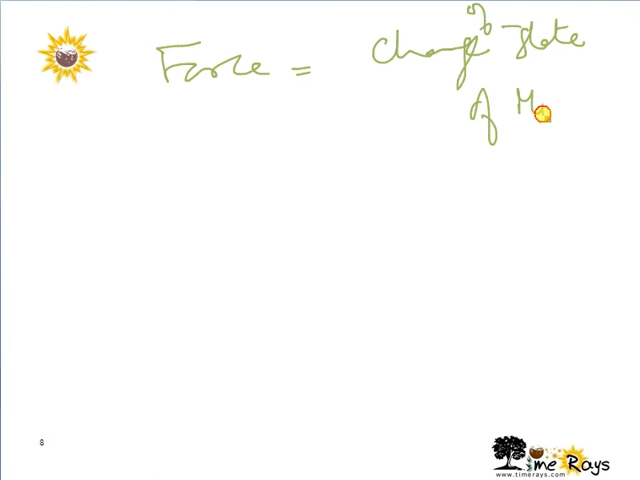 Force = change of state
of M
8
Time Rays
www.timerays.com